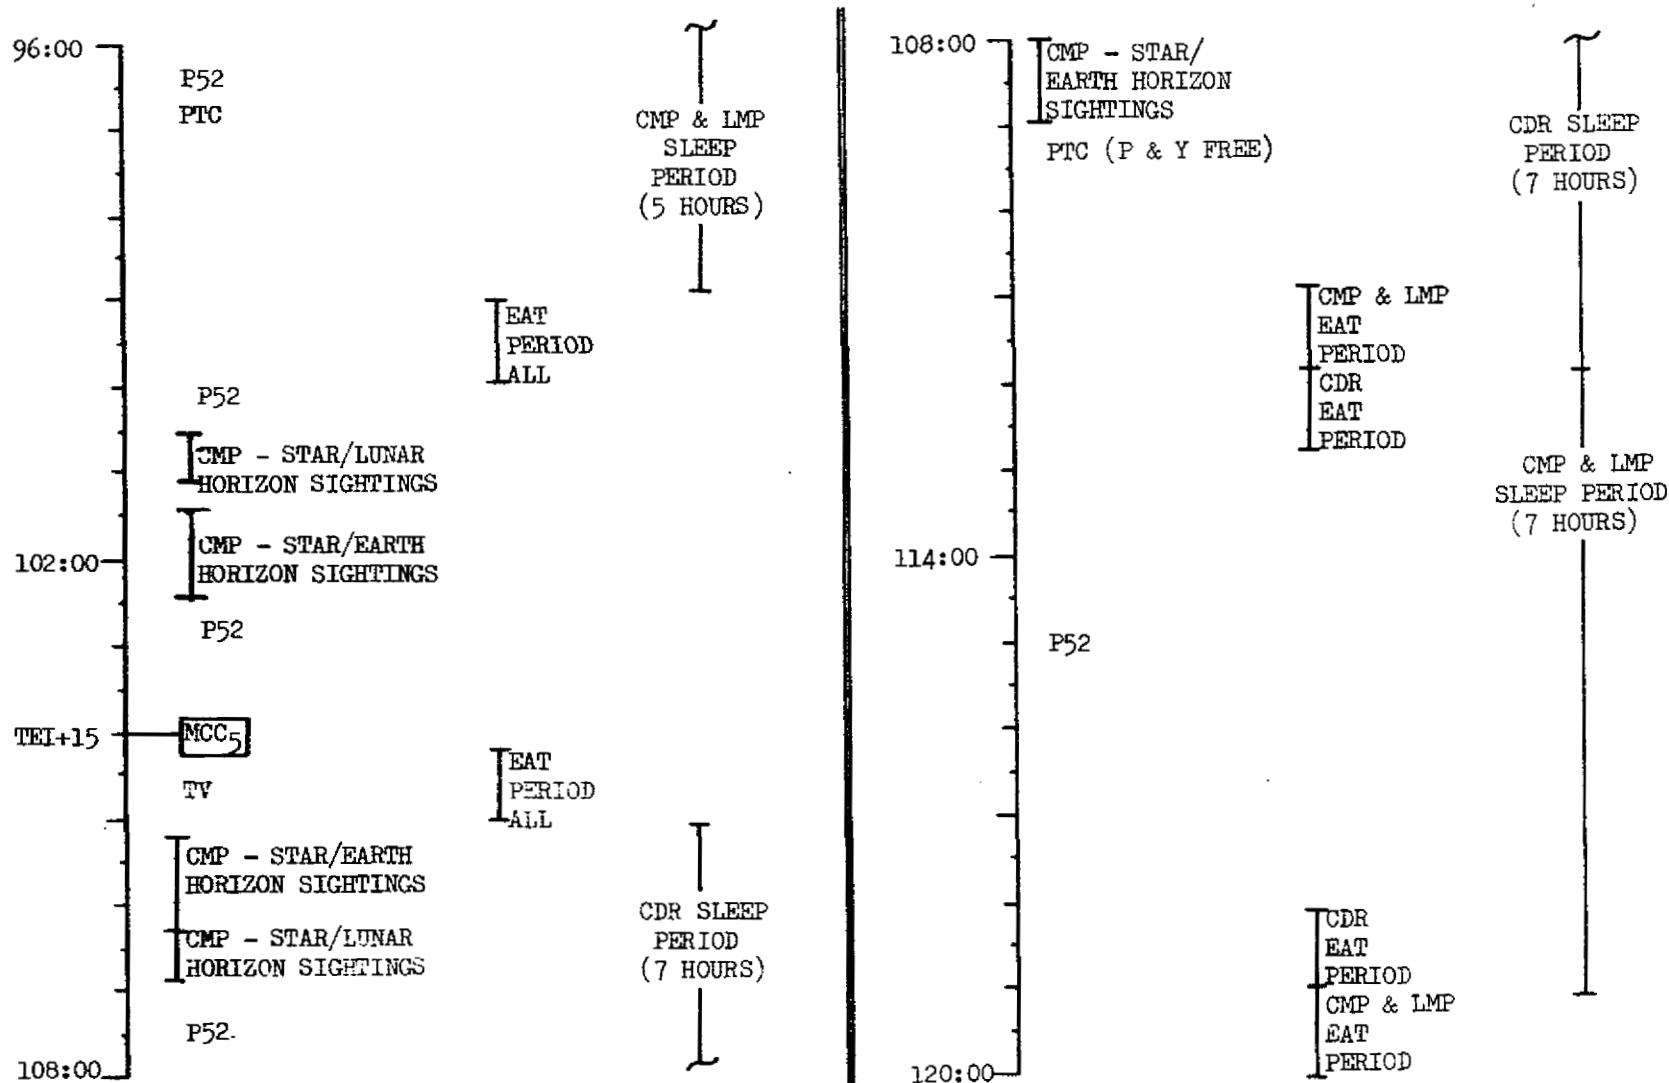 96:00
P52
PTC
CMP & LMP
SLEEP
PERIOD
(5 HOURS)
EAT
PERIOD
ALL
P52
CMP - STAR/LUNAR
HORIZON SIGHTINGS
CMP - STAR/EARTH
HORIZON SIGHTINGS
102:00
P52
TEI+15
MCC5
TV
EAT
PERIOD
ALL
CMP - STAR/EARTH
HORIZON SIGHTINGS
CMP - STAR/LUNAR
HORIZON SIGHTINGS
CDR SLEEP
PERIOD
(7 HOURS)
P52
108:00
108:00
CMP - STAR/
EARTH HORIZON
SIGHTINGS
PTC (P & Y FREE)
CDR SLEEP
PERIOD
(7 HOURS)
CMP & LMP
EAT
PERIOD
CDR
EAT
PERIOD
CMP & LMP
SLEEP PERIOD
(7 HOURS)
114:00
P52
CDR
EAT
PERIOD
CMP & LMP
EAT
PERIOD
120:00